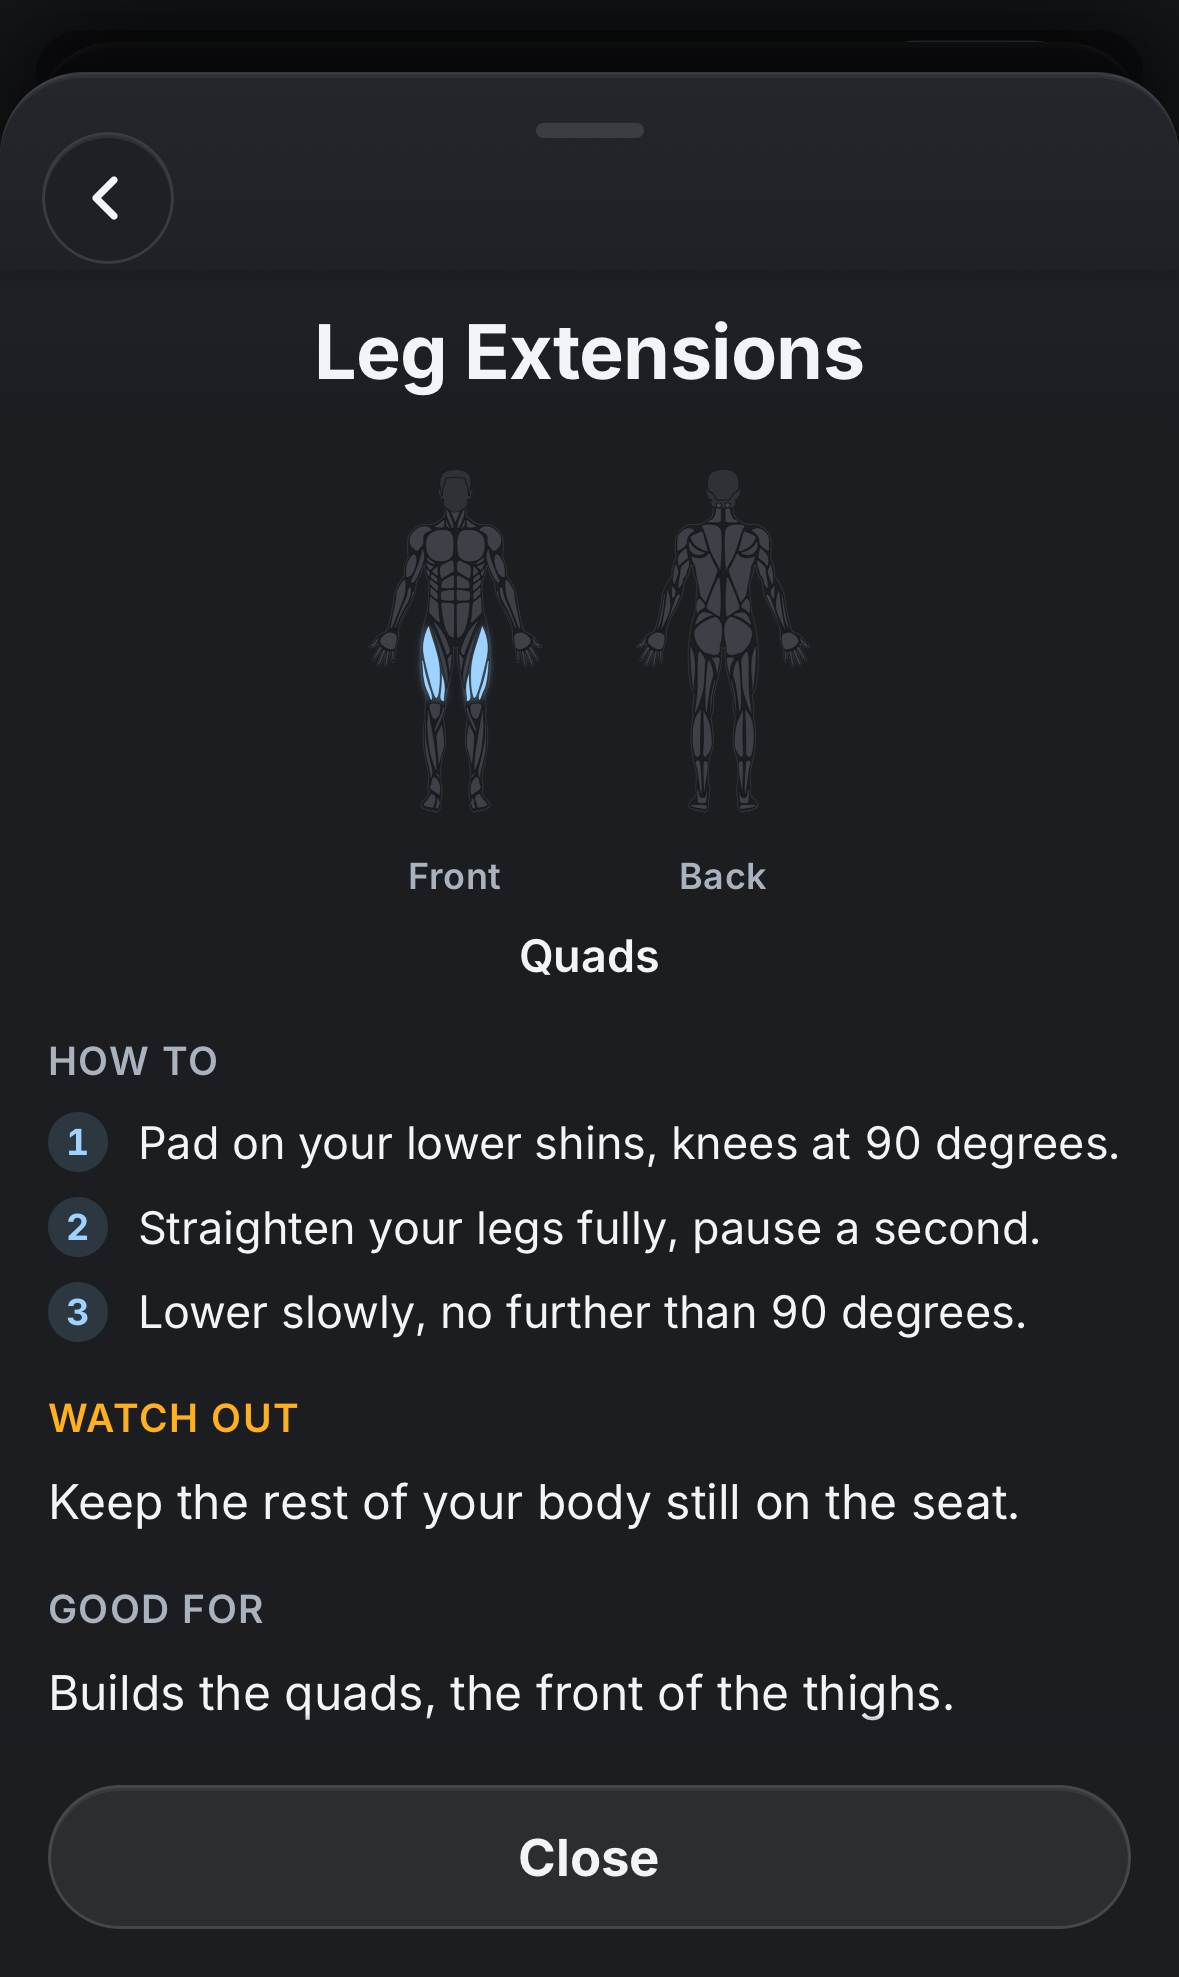 Leg Extensions
Front
Back
Quads
HOW TO
1 Pad on your lower shins, knees at 90 degrees.
2 Straighten your legs fully, pause a second.
3 Lower slowly, no further than 90 degrees.
WATCH OUT
Keep the rest of your body still on the seat.
GOOD FOR
Builds the quads, the front of the thighs.
Close